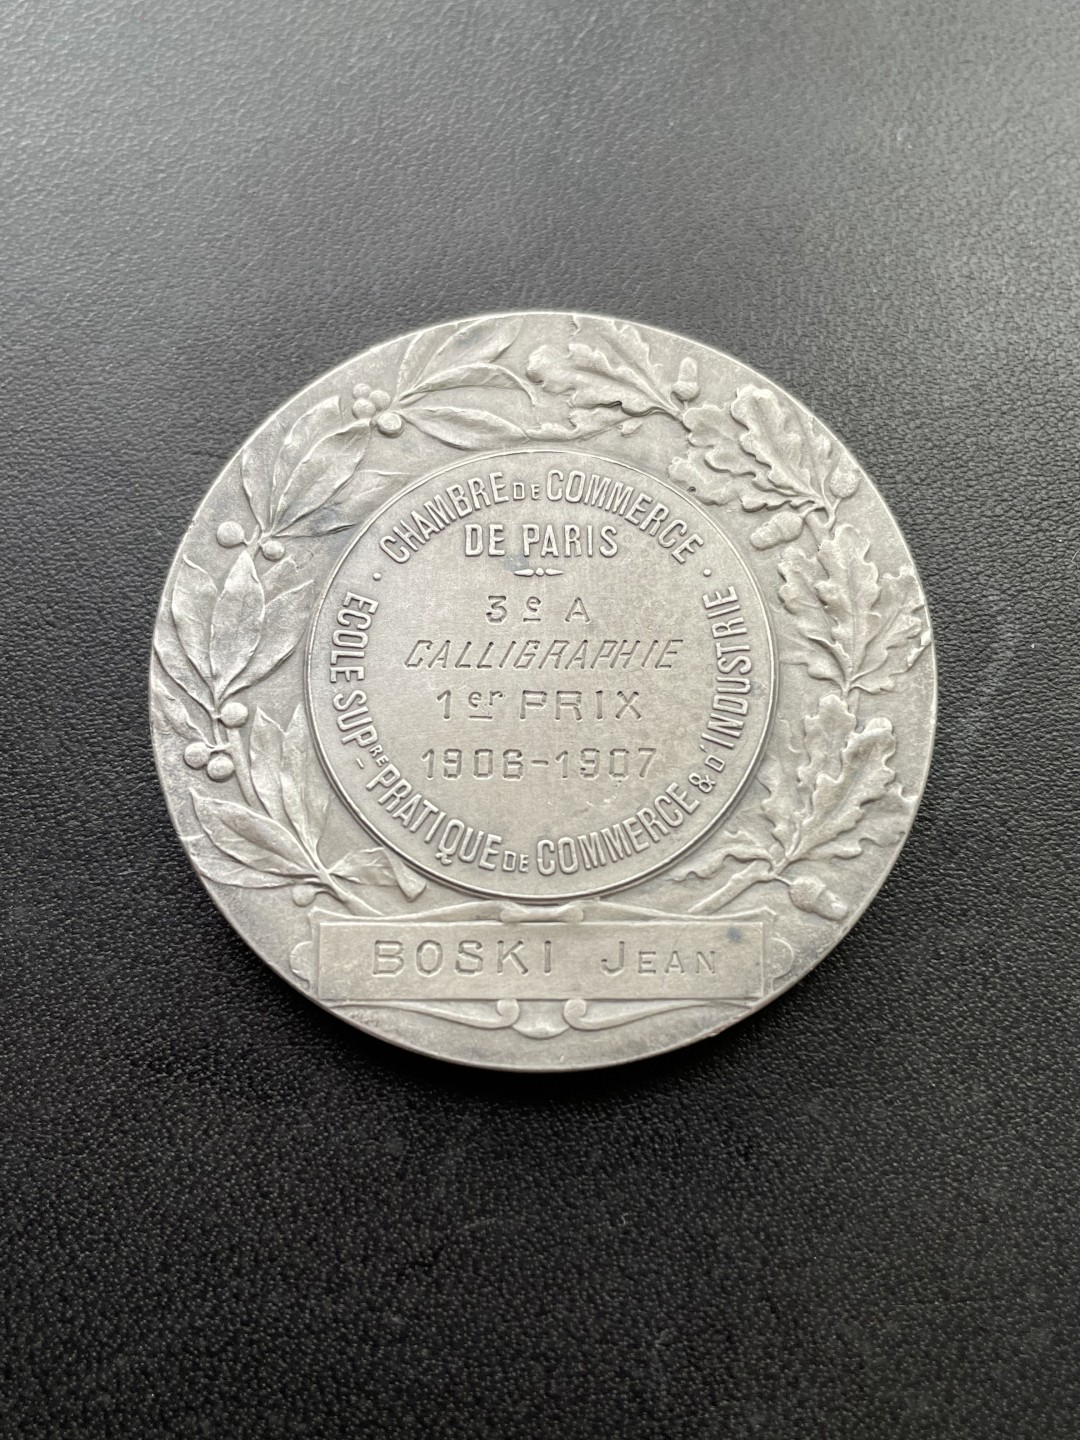 CHAMBRE DE COMMERCE
DE PARIS
3e A
CALLIGRAPHIE
1er PRIX
1906-1907
ECOLE SUPRE PRATIQUE DE COMMERCE & D'INDUSTRIE
BOSKI JEAN